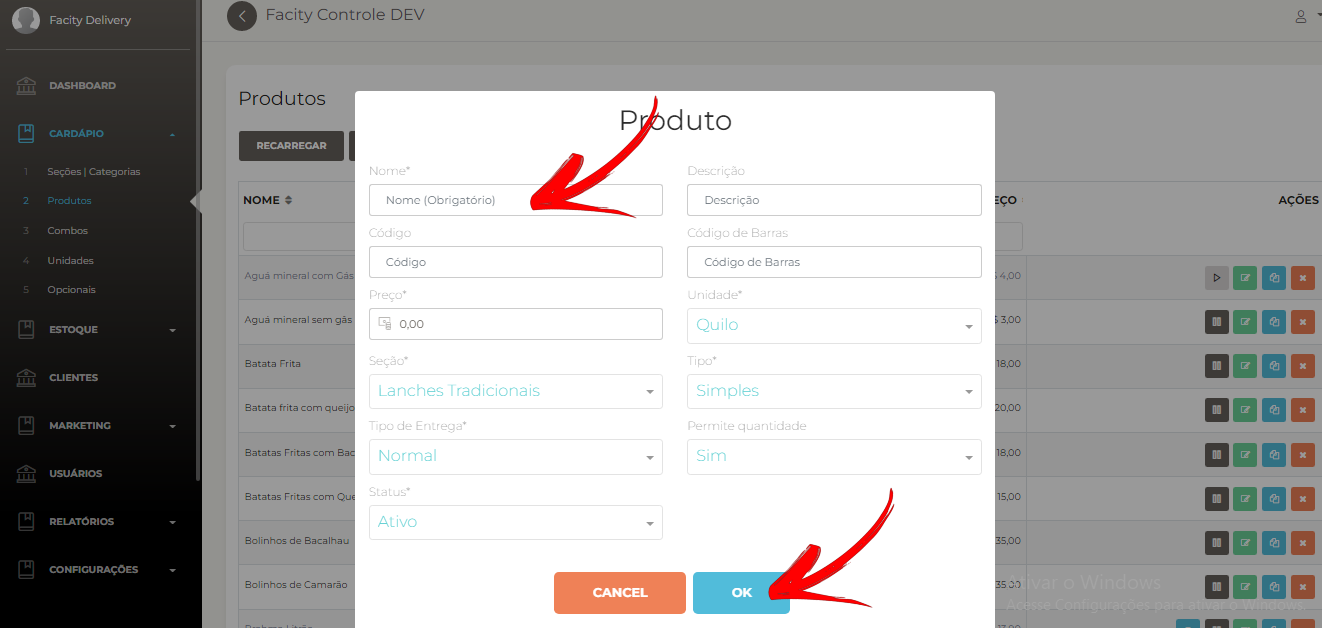 Facity Delivery
Facity Controle DEV
DASHBOARD
CARDÁPIO
1 Seções | Categorias
2 Produtos
3 Combos
4 Unidades
5 Opcionais
ESTOQUE
CLIENTES
MARKETING
USUÁRIOS
RELATÓRIOS
CONFIGURAÇÕES
Produtos
RECARREGAR
NOME
EÇO
AÇÕES
Aguá mineral com Gás
4,00
Aguá mineral sem gás
3,00
Batata Frita
18,00
Batata frita com queijo
20,00
Batatas Fritas com Bac
18,00
Batatas Fritas com Que
15,00
Bolinhos de Bacalhau
35,00
Bolinhos de Camarão
35,00
Produto
Nome*
Descrição
Nome (Obrigatório)
Descrição
Código
Código de Barras
Código
Código de Barras
Preço*
Unidade*
0,00
Quilo
Seção*
Tipo*
Lanches Tradicionais
Simples
Tipo de Entrega*
Permite quantidade
Normal
Sim
Status*
Ativo
CANCEL
OK
Ativar o Windows
Acesse Configurações para ativar o Windows.